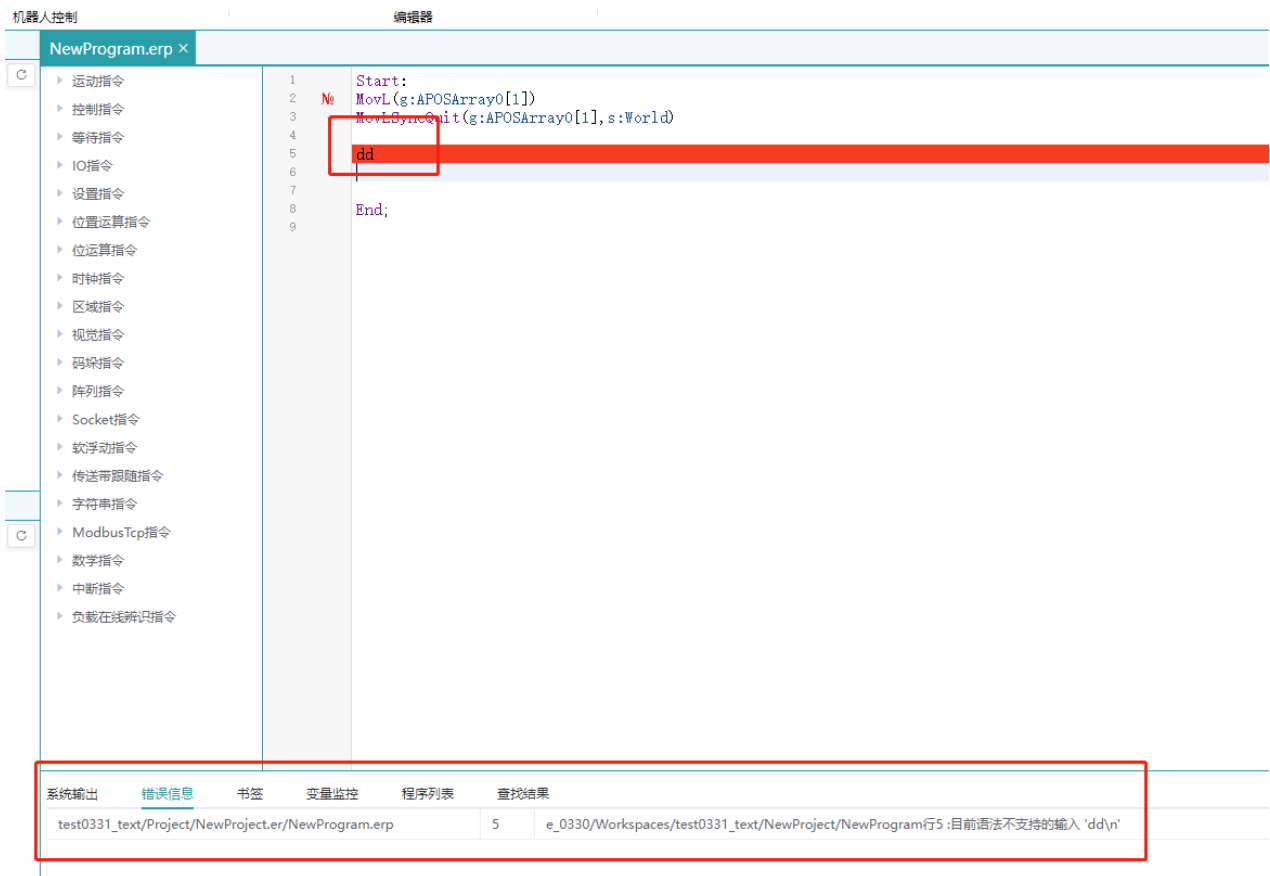 机器人控制 编辑器
NewProgram.erp ×
运动指令
控制指令
等待指令
IO指令
设置指令
位置运算指令
位运算指令
时钟指令
区域指令
视觉指令
码垛指令
阵列指令
Socket指令
软浮动指令
传送带跟随指令
字符串指令
ModbusTcp指令
数学指令
中断指令
负载在线辨识指令
1 Start:
2 № MovL(g:APOSArray0[1])
3 MovLSyncQuit(g:APOSArray0[1],s:World)
4
5 dd
6
7
8 End;
9
系统输出 错误信息 书签 变量监控 程序列表 查找结果
test0331_text/Project/NewProject.er/NewProgram.erp 5 e_0330/Workspaces/test0331_text/NewProject/NewProgram行5 :目前语法不支持的输入 'dd\n'